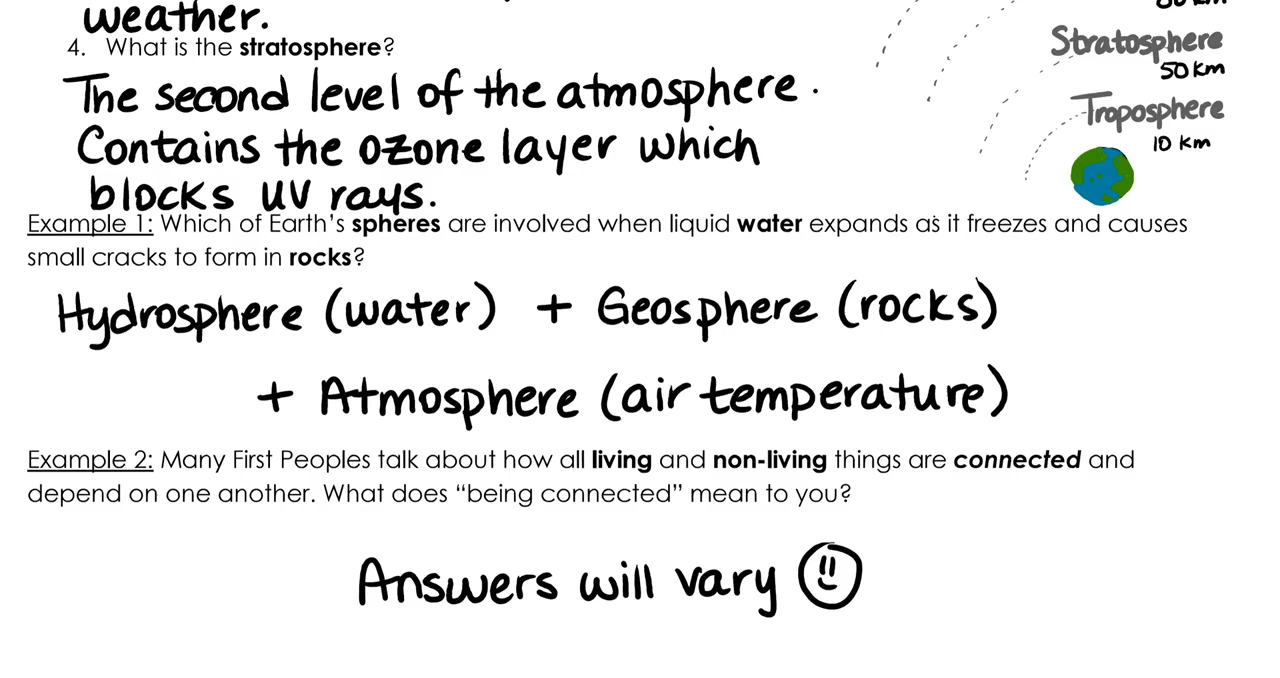 weather.
4. What is the stratosphere?
The second level of the atmosphere.
Contains the ozone layer which
blocks UV rays.
Stratosphere
50 km
Troposphere
10 km
Example 1: Which of Earth's spheres are involved when liquid water expands as it freezes and causes
small cracks to form in rocks?
Hydrosphere (water) + Geosphere (rocks)
+ Atmosphere (air temperature)
Example 2: Many First Peoples talk about how all living and non-living things are connected and
depend on one another. What does "being connected" mean to you?
Answers will vary